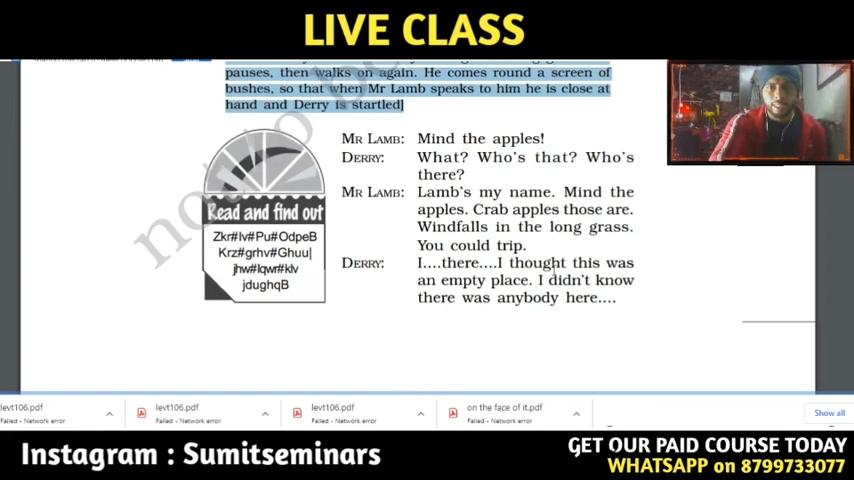 LIVE CLASS
pauses, then walks on again. He comes round a screen of
bushes, so that when Mr Lamb speaks to him he is close at
hand and Derry is startled]
MR LAMB: Mind the apples!
DERRY: What? Who's that? Who's
there?
MR LAMB: Lamb's my name. Mind the
apples. Crab apples those are.
Windfalls in the long grass.
You could trip.
DERRY: I....there....I thought this was
an empty place. I didn't know
there was anybody here....
Read and find out
Zkr#lv#Pu#OdpeB
Krz#grhv#Ghuu|
jhw#lqwr#klv
jdughqB
not to be
levt106.pdf
Failed - Network error
levt106.pdf
Failed - Network error
levt106.pdf
Failed - Network error
on the face of it.pdf
Failed - Network error
Show all
Instagram : Sumitseminars
GET OUR PAID COURSE TODAY
WHATSAPP on 8799733077